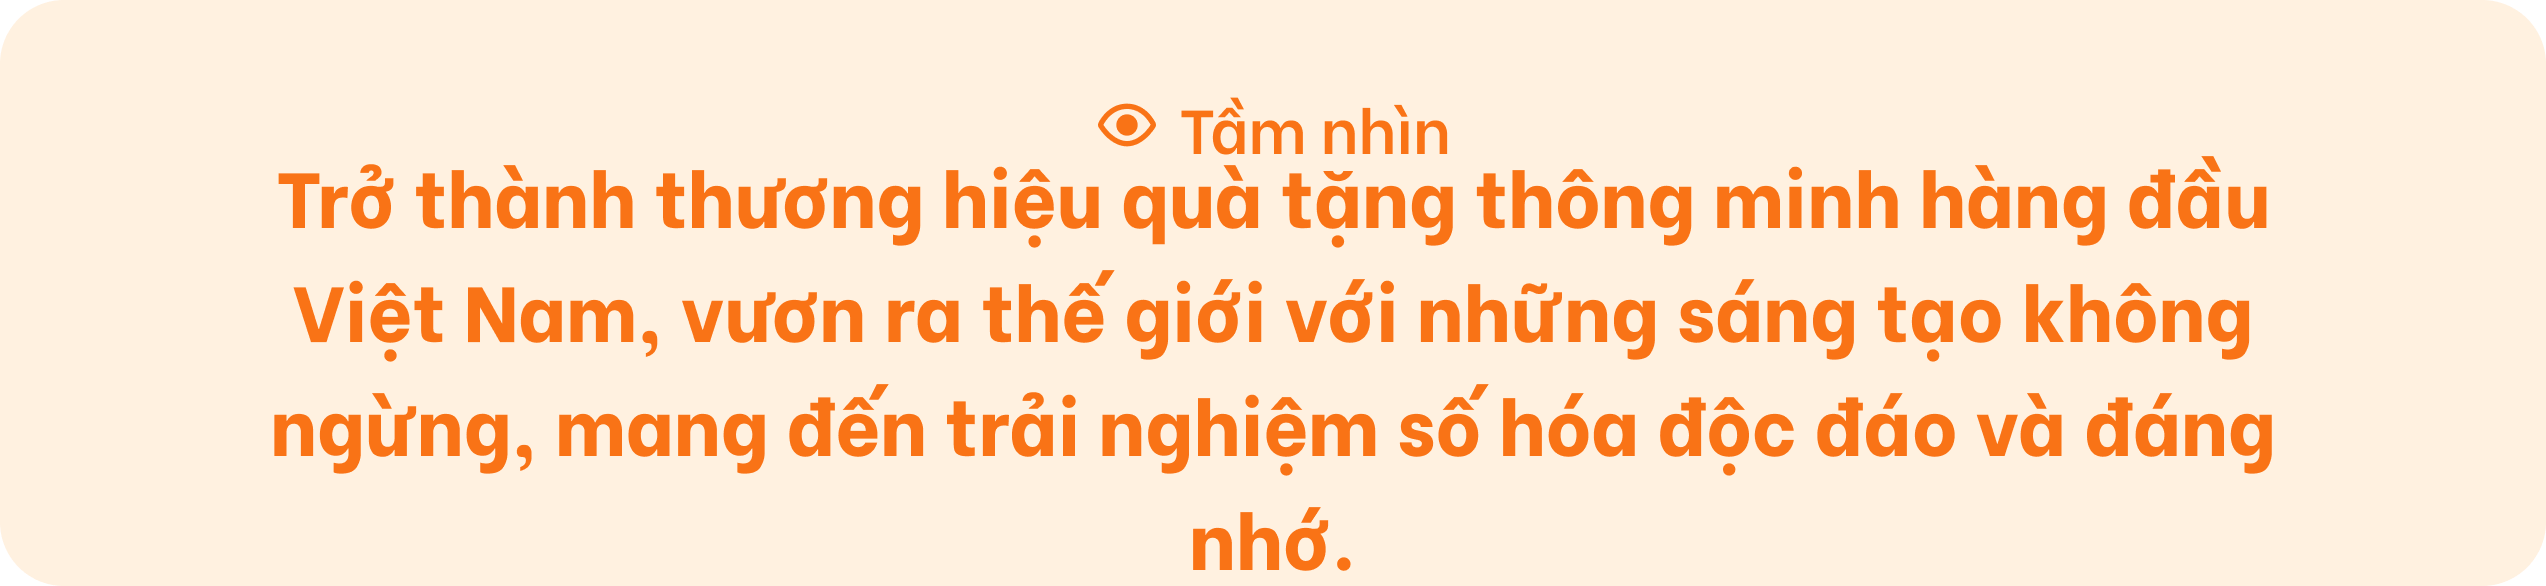 Tầm nhìn
Trở thành thương hiệu quà tặng thông minh hàng đầu
Việt Nam, vươn ra thế giới với những sáng tạo không
ngừng, mang đến trải nghiệm số hóa độc đáo và đáng
nhớ.